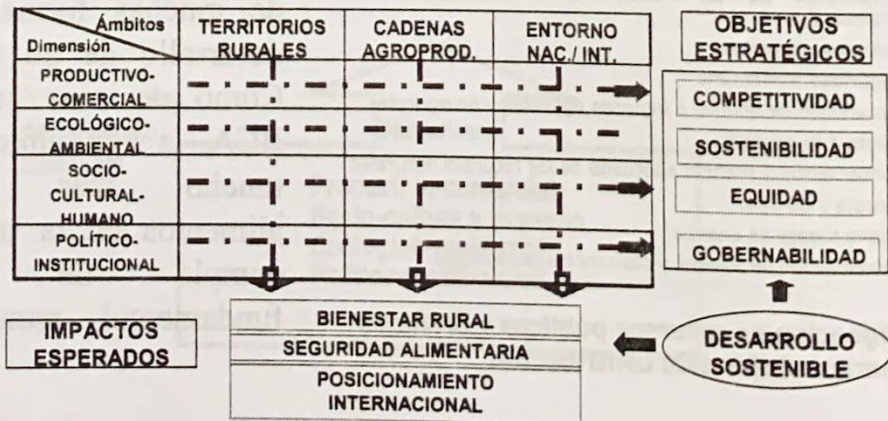 Ámbitos
Dimensión
TERRITORIOS
RURALES
CADENAS
AGROPROD.
ENTORNO
NAC./ INT.
OBJETIVOS
ESTRATÉGICOS
PRODUCTIVO-
COMERCIAL
ECOLÓGICO-
AMBIENTAL
SOCIO-
CULTURAL-
HUMANO
POLÍTICO-
INSTITUCIONAL
COMPETITIVIDAD
SOSTENIBILIDAD
EQUIDAD
GOBERNABILIDAD
IMPACTOS
ESPERADOS
BIENESTAR RURAL
SEGURIDAD ALIMENTARIA
POSICIONAMIENTO
INTERNACIONAL
DESARROLLO
SOSTENIBLE